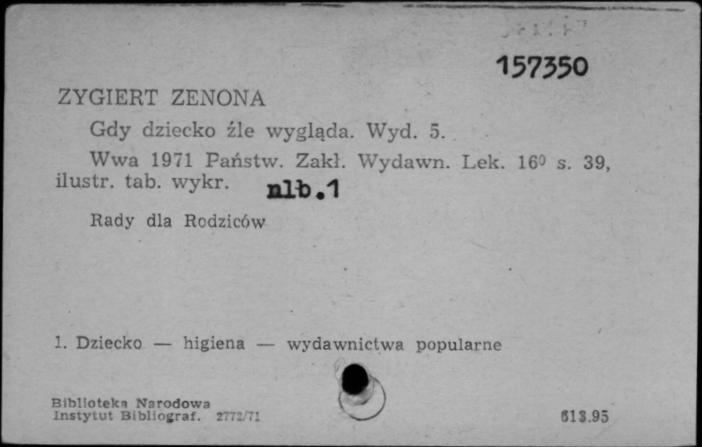 157350
ZYGIERT ZENONA
Gdy dziecko źle wygląda. Wyd. 5.
Wwa 1971 Państw. Zakł. Wydawn. Lek. 16⁰ s. 39,
ilustr. tab. wykr. nlb.1
Rady dla Rodziców
1. Dziecko — higiena — wydawnictwa popularne
Biblioteka Narodowa
Instytut Bibliograf. 2772/71
613.95